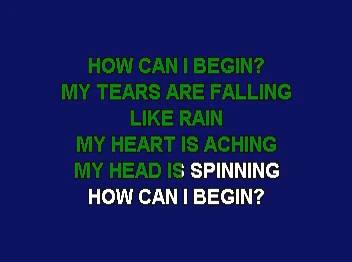 HOW CAN I BEGIN?
MY TEARS ARE FALLING
LIKE RAIN
MY HEART IS ACHING
MY HEAD IS SPINNING
HOW CAN I BEGIN?